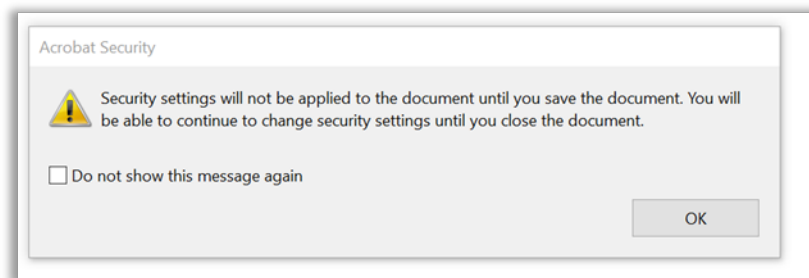 Acrobat Security
Security settings will not be applied to the document until you save the document. You will
be able to continue to change security settings until you close the document.
Do not show this message again
OK